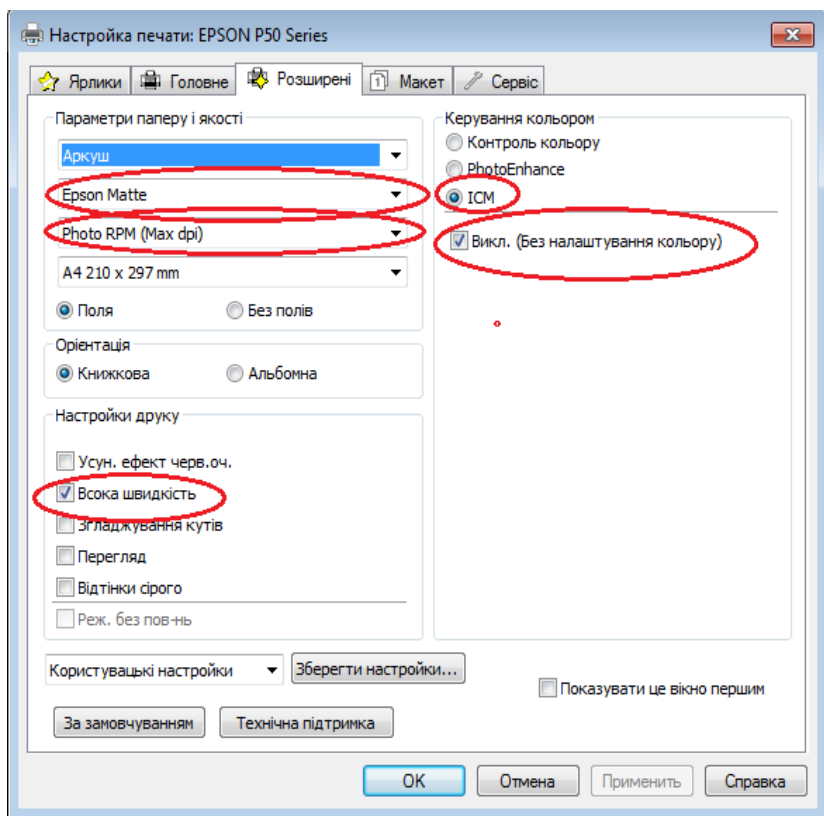 Настройка печати: EPSON P50 Series
Ярлики
Головне
Розширені
1 Макет
Сервіс
Параметри паперу і якості
Аркуш
Epson Matte
Photo RPM (Max dpi)
A4 210 x 297 mm
Поля
Без полів
Орієнтація
Книжкова
Альбомна
Настройки друку
Усун. ефект черв.оч.
Всока швидкість
Згладжування кутів
Перегляд
Відтінки сірого
Реж. без пов-нь
Керування кольором
Контроль кольору
PhotoEnhance
ICM
Викл. (Без налаштування кольору)
Користувацькі настройки
Зберегти настройки...
Показувати це вікно першим
За замовчуванням
Технічна підтримка
OK
Отмена
Применить
Справка